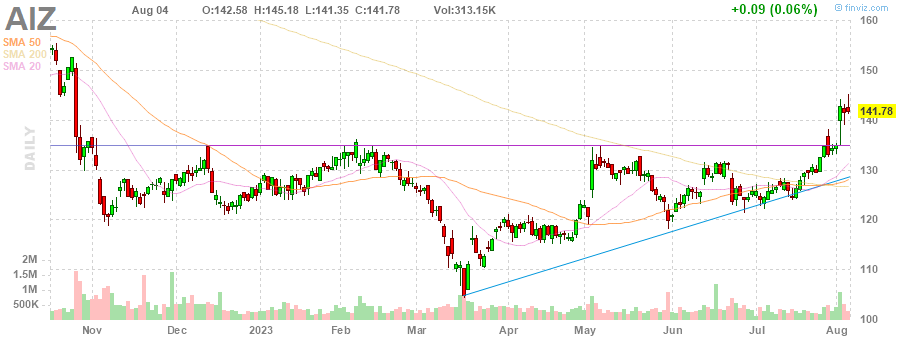 AIZ Aug 04 O:142.58 H:145.18 L:141.35 C:141.78 Vol:313.15K +0.09 (0.06%) © finviz.com
SMA 50
SMA 200
SMA 20
DAILY
160
150
141.78
140
130
120
110
100
2M
1.5M
1M
500K
Nov Dec 2023 Feb Mar Apr May Jun Jul Aug